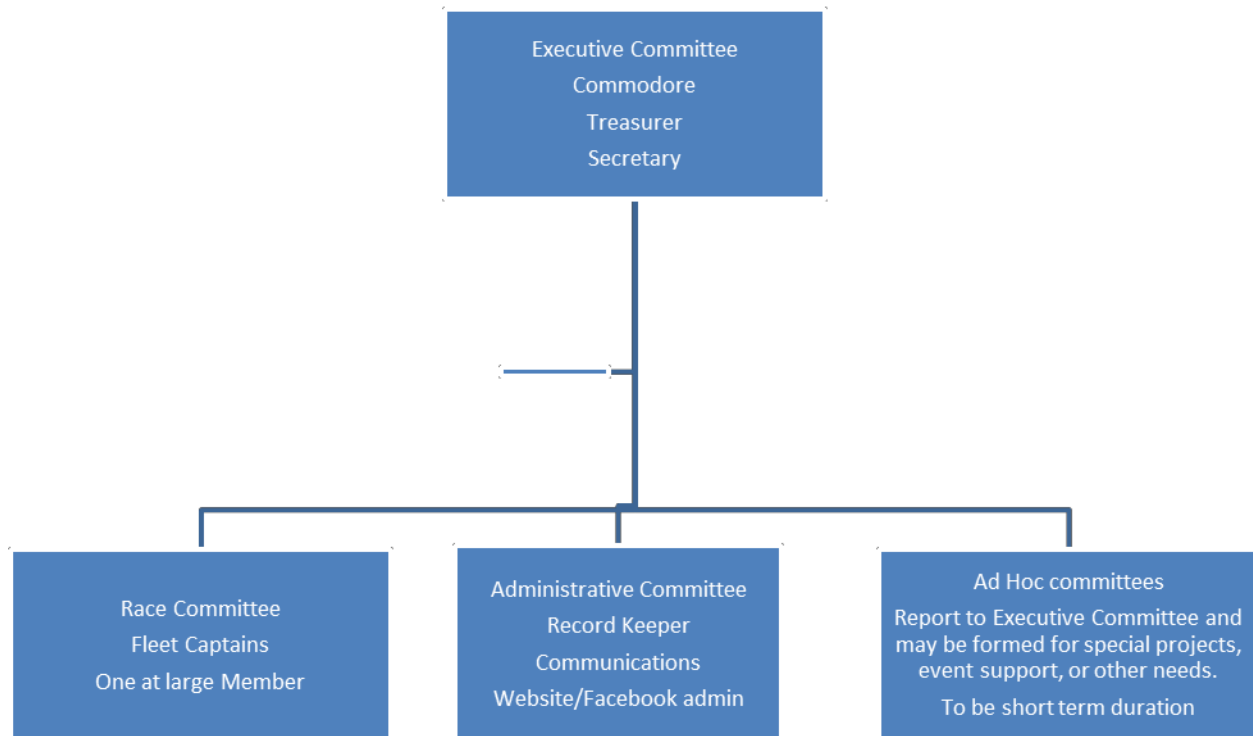 Executive Committee
Commodore
Treasurer
Secretary
Race Committee
Fleet Captains
One at large Member
Administrative Committee
Record Keeper
Communications
Website/Facebook admin
Ad Hoc committees
Report to Executive Committee and
may be formed for special projects,
event support, or other needs.
To be short term duration